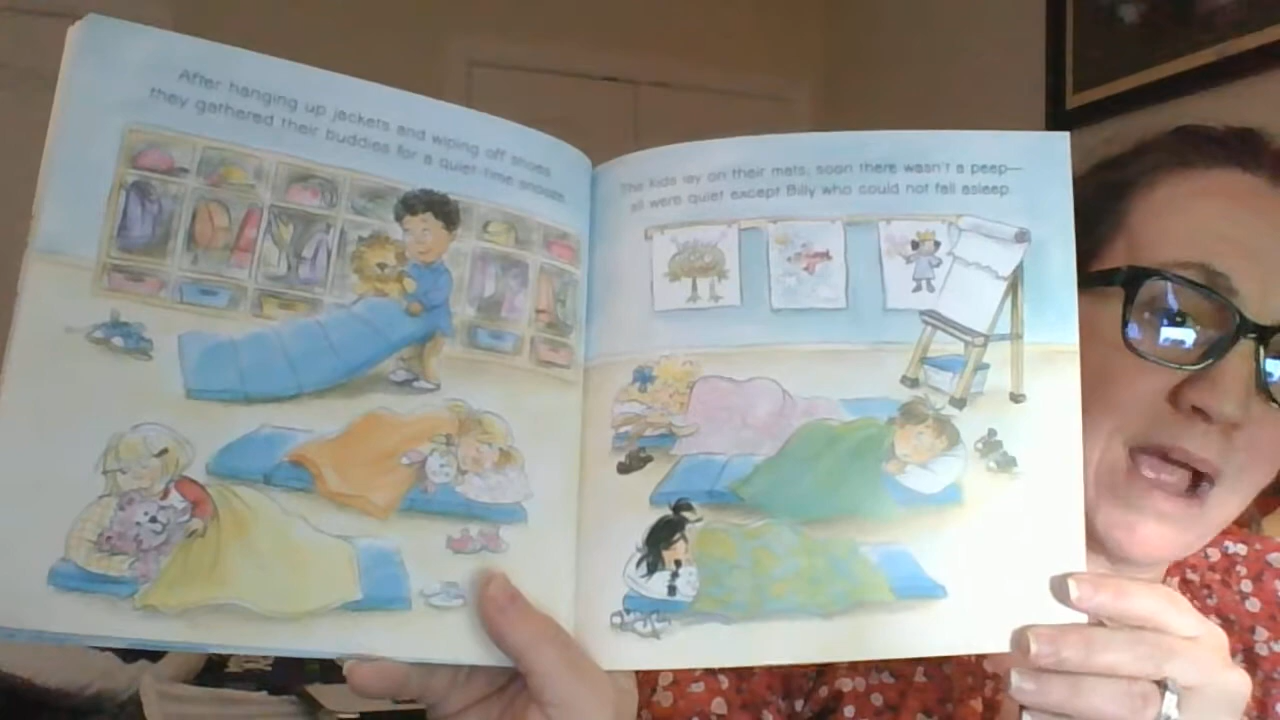 After hanging up jackets and wiping off shoes,
they gathered their buddies for a quiet-time snooze.
The kids lay on their mats, soon there wasn't a peep—
all were quiet except Billy who could not fall asleep.